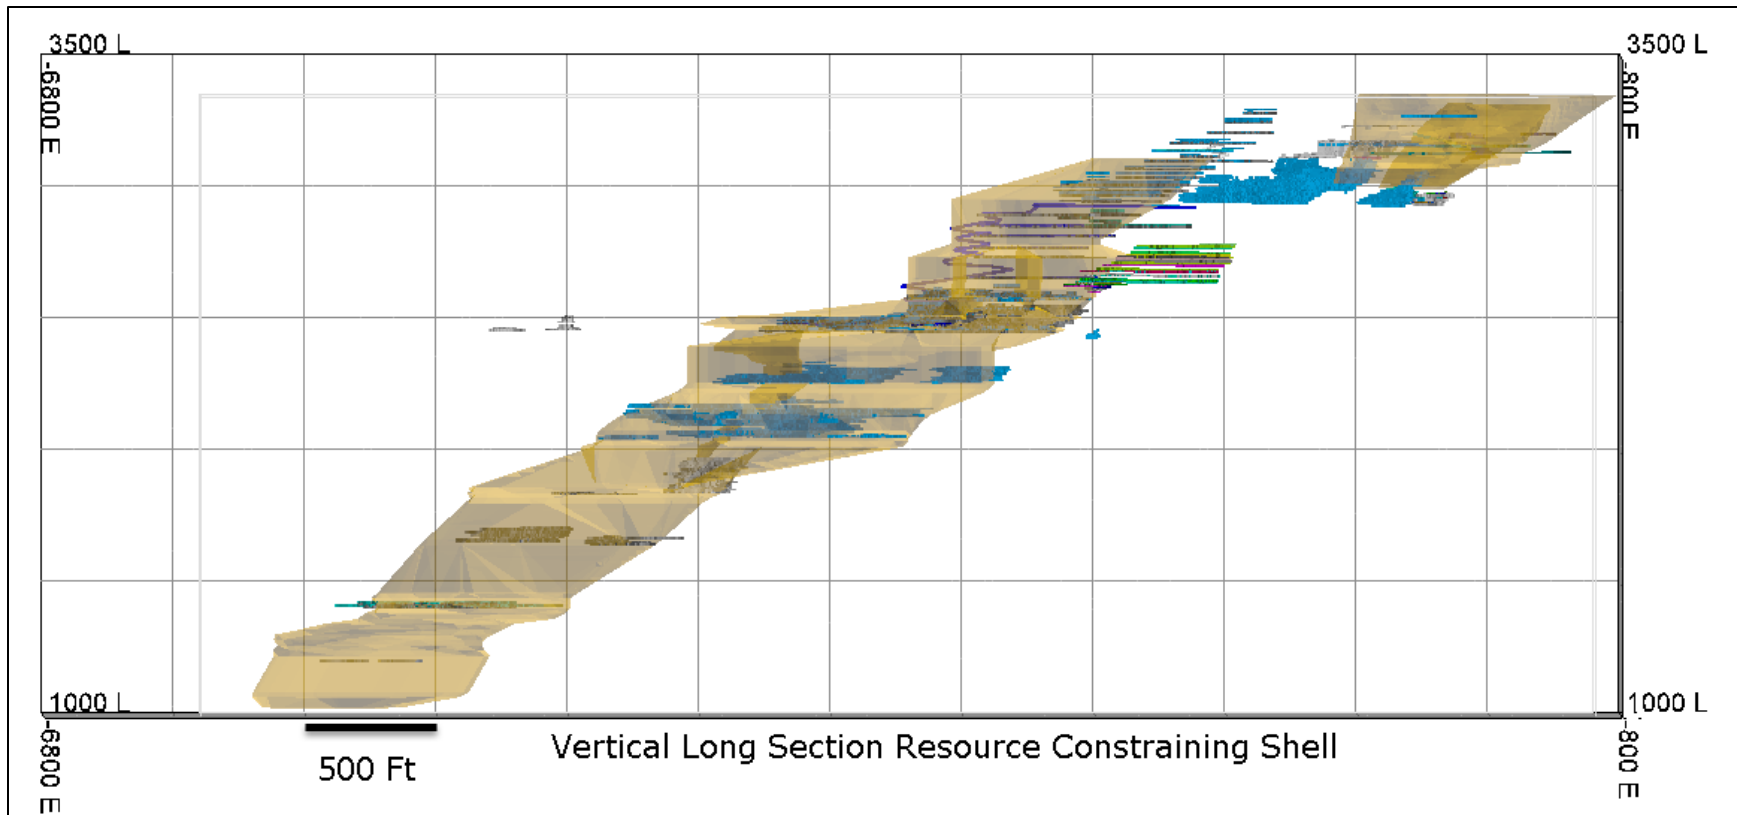 3500 L
3500 L
-6800 E
-800 E
1000 L
1000 L
-6800 E
-800 E
500 Ft
Vertical Long Section Resource Constraining Shell